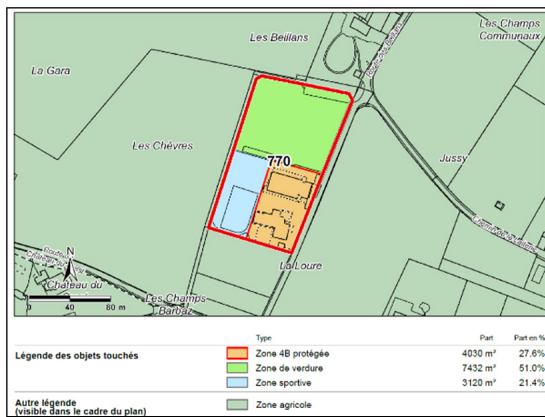 Les Beillans
Les Champs
Communaux
La Gara
Les Chèvres
770
Jussy
La Loure
N
Château du
Les Champs
Barbaz
0 40 80 m
Type Part Part en %
Légende des objets touchés
Zone 4B protégée 4030 m² 27.6%
Zone de verdure 7432 m² 51.0%
Zone sportive 3120 m² 21.4%
Autre légende
(visible dans le cadre du plan)
Zone agricole